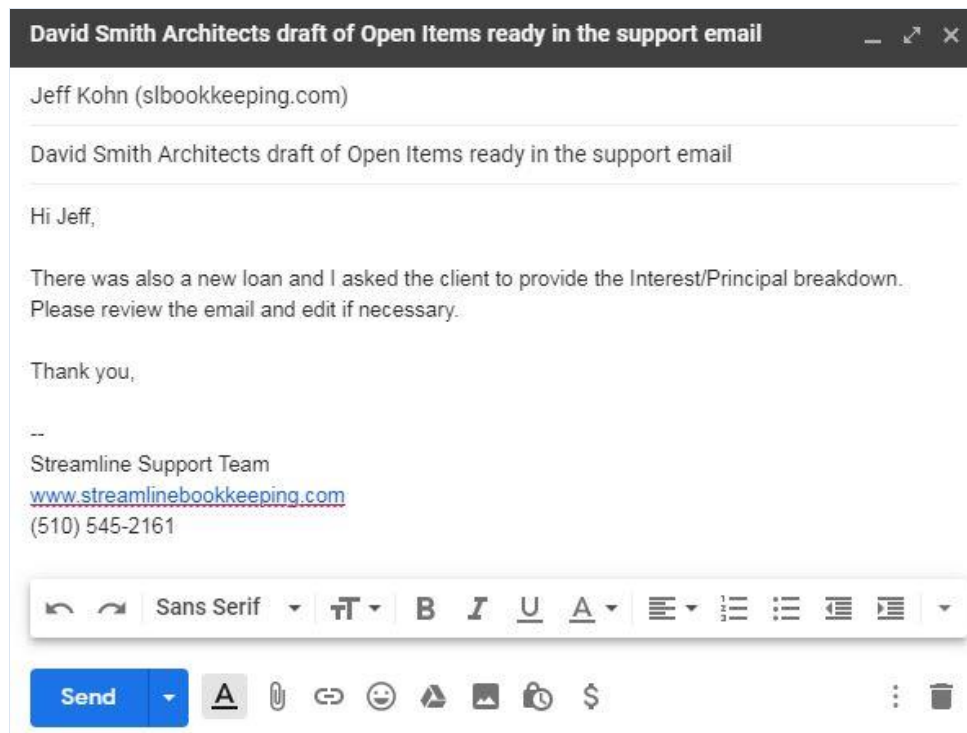 David Smith Architects draft of Open Items ready in the support email
Jeff Kohn (slbookkeeping.com)
David Smith Architects draft of Open Items ready in the support email
Hi Jeff,
There was also a new loan and I asked the client to provide the Interest/Principal breakdown.
Please review the email and edit if necessary.
Thank you,
--
Streamline Support Team
www.streamlinebookkeeping.com
(510) 545-2161
Sans Serif
Send